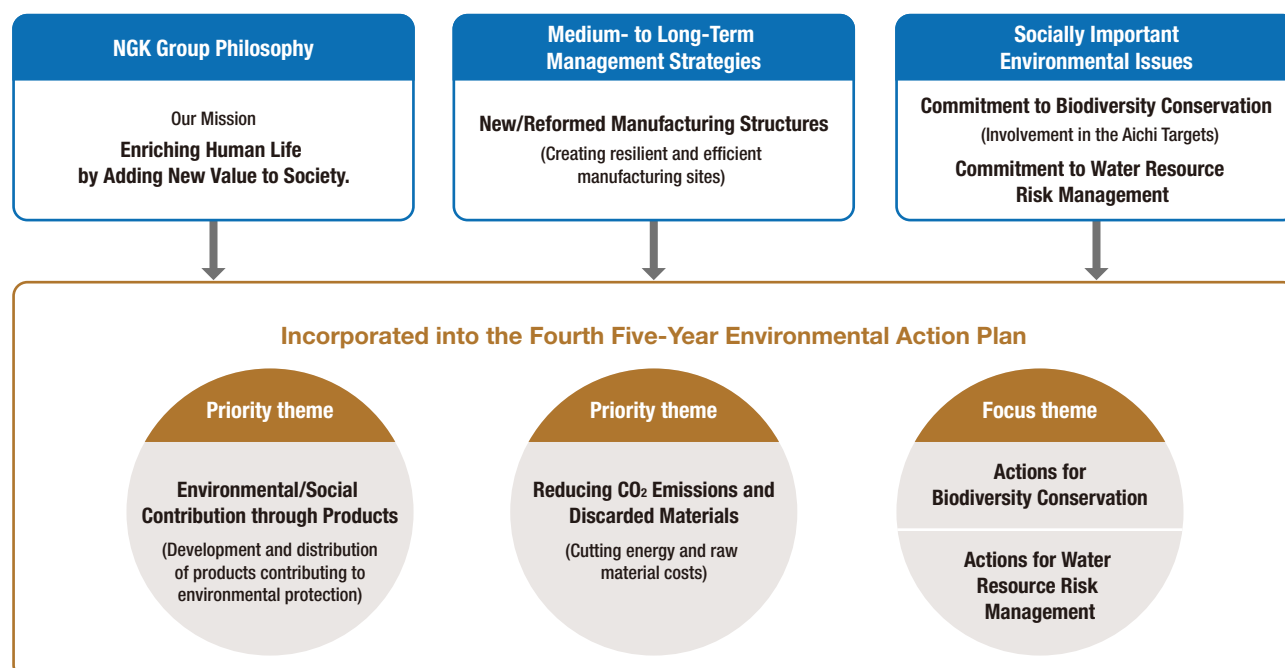 NGK Group Philosophy
Our Mission
Enriching Human Life
by Adding New Value to Society.
Medium- to Long-Term
Management Strategies
New/Reformed Manufacturing Structures
(Creating resilient and efficient
manufacturing sites)
Socially Important
Environmental Issues
Commitment to Biodiversity Conservation
(Involvement in the Aichi Targets)
Commitment to Water Resource
Risk Management
Incorporated into the Fourth Five-Year Environmental Action Plan
Priority theme
Environmental/Social
Contribution through Products
(Development and distribution
of products contributing to
environmental protection)
Priority theme
Reducing CO₂ Emissions and
Discarded Materials
(Cutting energy and raw
material costs)
Focus theme
Actions for
Biodiversity Conservation
Actions for Water
Resource Risk
Management